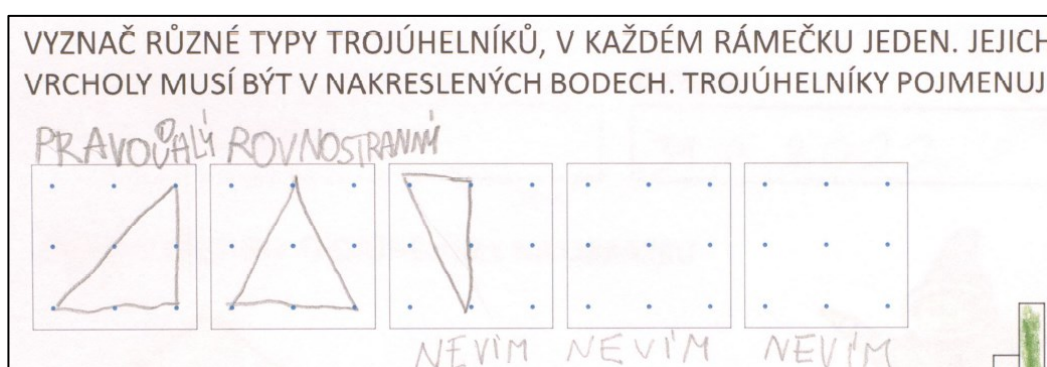 VYZNAČ RŮZNÉ TYPY TROJÚHELNÍKŮ, V KAŽDÉM RÁMEČKU JEDEN. JEJICH
VRCHOLY MUSÍ BÝT V NAKRESLENÝCH BODECH. TROJÚHELNÍKY POJMENUJ
PRAVOÚHLÝ ROVNOSTRANNÝ
NEVÍM NEVÍM NEVÍM